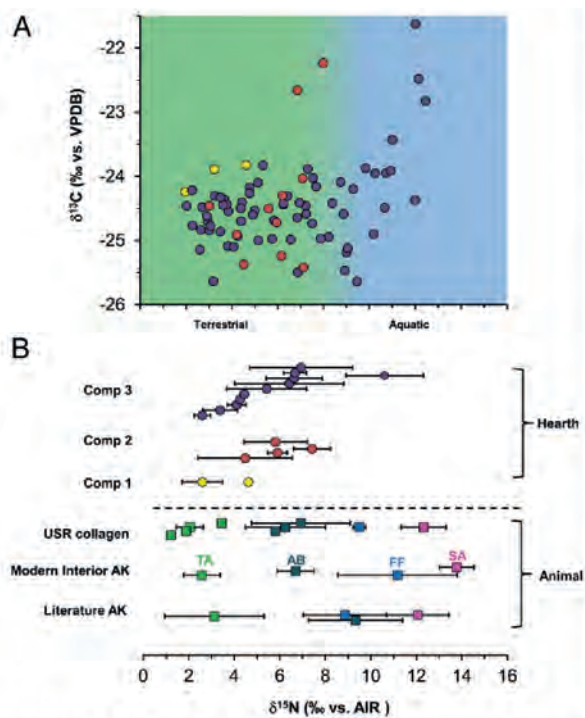 A
-21
-22
-23
-24
-25
-26
δ13C (‰ vs. VPDB)
Terrestrial Aquatic
B
Comp 3
Hearth
Comp 2
Comp 1
USR collagen
TA AB FF SA
Modern Interior AK
Animal
Literature AK
0 2 4 6 8 10 12 14 16
δ15N (‰ vs. AIR )